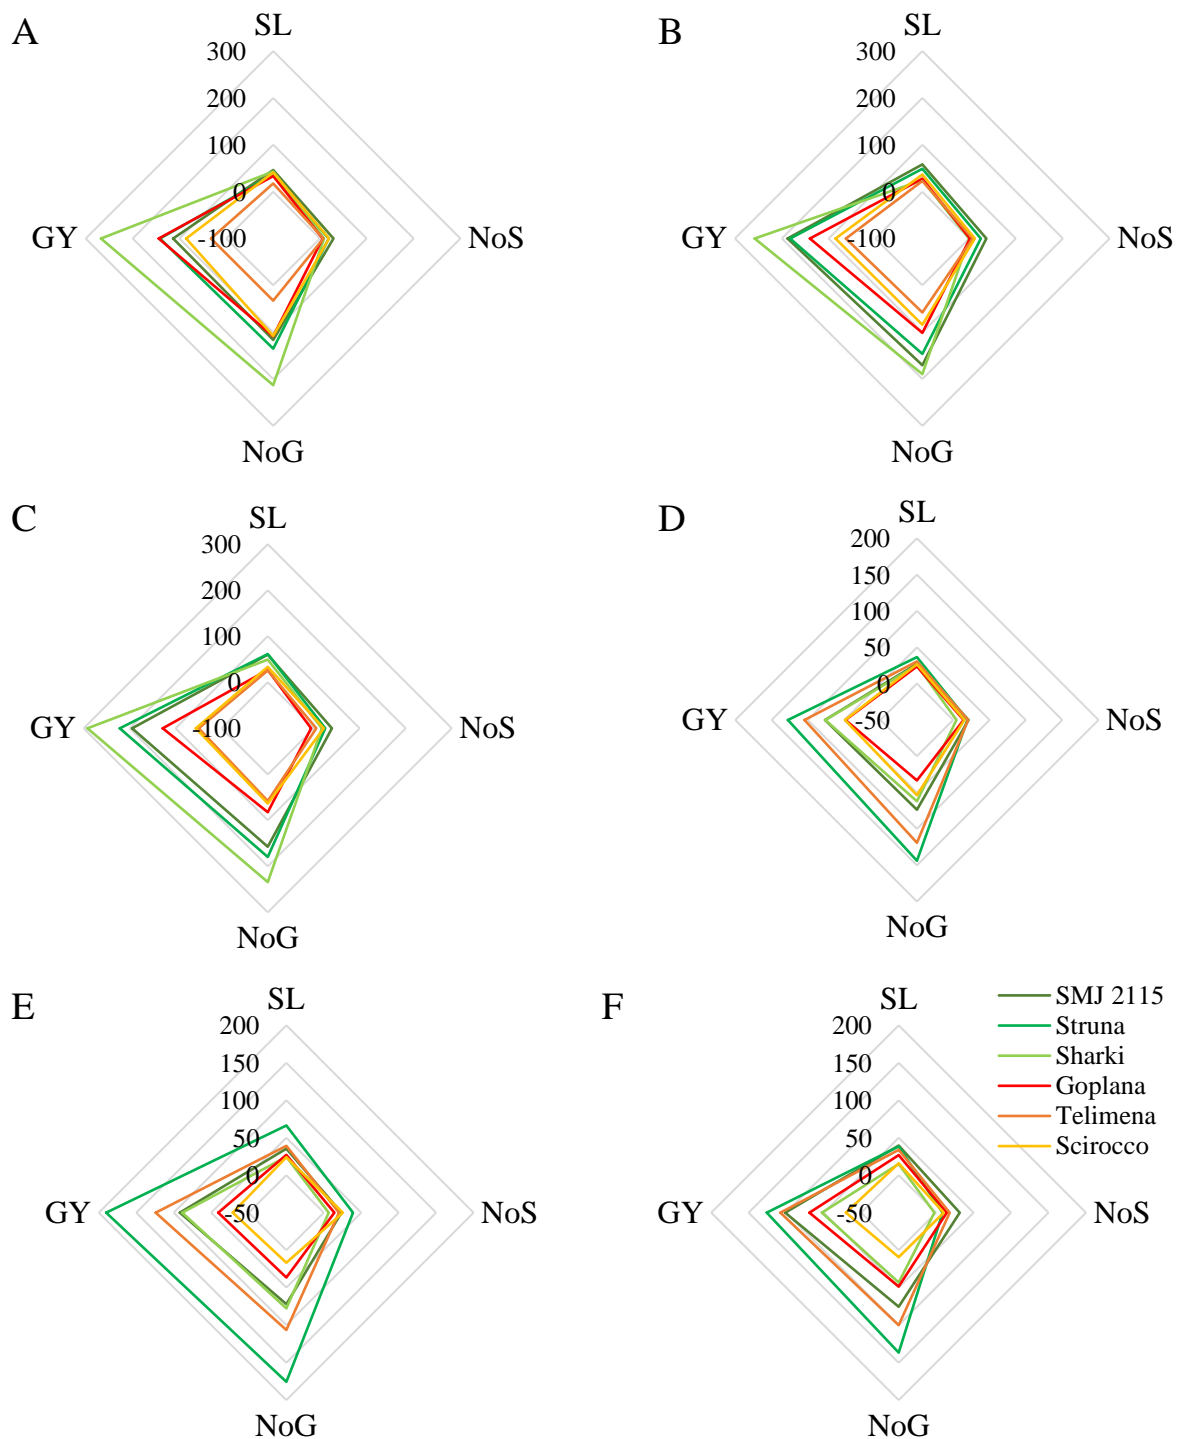 A
SL
300
200
100
0
-100
GY
NoS
NoG
B
SL
300
200
100
0
-100
GY
NoS
NoG
C
SL
300
200
100
0
-100
GY
NoS
NoG
D
SL
200
150
100
50
0
-50
GY
NoS
NoG
E
SL
200
150
100
50
0
-50
GY
NoS
NoG
F
SL
200
150
100
50
0
-50
GY
NoS
NoG
SMJ 2115
Struna
Sharki
Goplana
Telimena
Scirocco